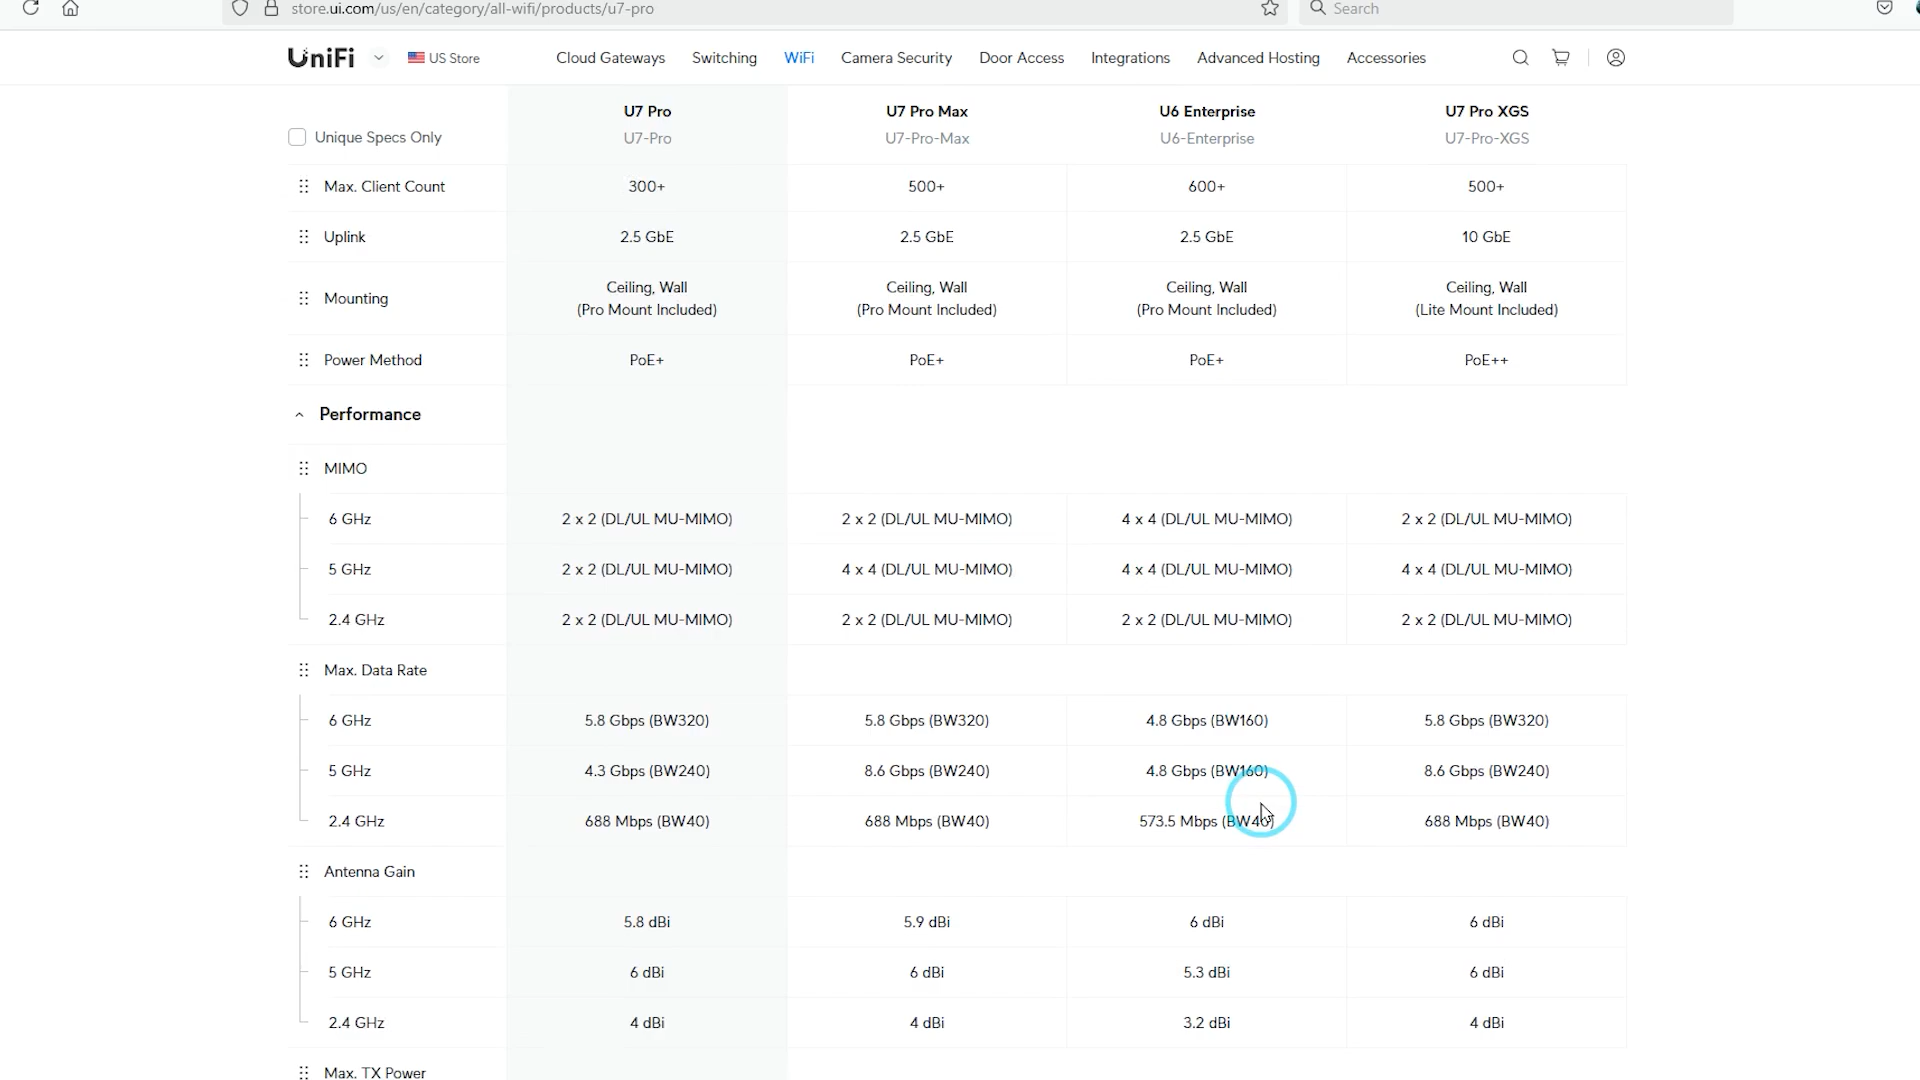 store.ui.com/us/en/category/all-wifi/products/u7-pro
Search
UniFi
US Store
Cloud Gateways
Switching
WiFi
Camera Security
Door Access
Integrations
Advanced Hosting
Accessories
Unique Specs Only
U7 Pro
U7-Pro
U7 Pro Max
U7-Pro-Max
U6 Enterprise
U6-Enterprise
U7 Pro XGS
U7-Pro-XGS
Max. Client Count
300+
500+
600+
500+
Uplink
2.5 GbE
2.5 GbE
2.5 GbE
10 GbE
Mounting
Ceiling, Wall
(Pro Mount Included)
Ceiling, Wall
(Pro Mount Included)
Ceiling, Wall
(Pro Mount Included)
Ceiling, Wall
(Lite Mount Included)
Power Method
PoE+
PoE+
PoE+
PoE++
Performance
MIMO
6 GHz
2 x 2 (DL/UL MU-MIMO)
2 x 2 (DL/UL MU-MIMO)
4 x 4 (DL/UL MU-MIMO)
2 x 2 (DL/UL MU-MIMO)
5 GHz
2 x 2 (DL/UL MU-MIMO)
4 x 4 (DL/UL MU-MIMO)
4 x 4 (DL/UL MU-MIMO)
4 x 4 (DL/UL MU-MIMO)
2.4 GHz
2 x 2 (DL/UL MU-MIMO)
2 x 2 (DL/UL MU-MIMO)
2 x 2 (DL/UL MU-MIMO)
2 x 2 (DL/UL MU-MIMO)
Max. Data Rate
6 GHz
5.8 Gbps (BW320)
5.8 Gbps (BW320)
4.8 Gbps (BW160)
5.8 Gbps (BW320)
5 GHz
4.3 Gbps (BW240)
8.6 Gbps (BW240)
4.8 Gbps (BW160)
8.6 Gbps (BW240)
2.4 GHz
688 Mbps (BW40)
688 Mbps (BW40)
573.5 Mbps (BW40)
688 Mbps (BW40)
Antenna Gain
6 GHz
5.8 dBi
5.9 dBi
6 dBi
6 dBi
5 GHz
6 dBi
6 dBi
5.3 dBi
6 dBi
2.4 GHz
4 dBi
4 dBi
3.2 dBi
4 dBi
Max. TX Power